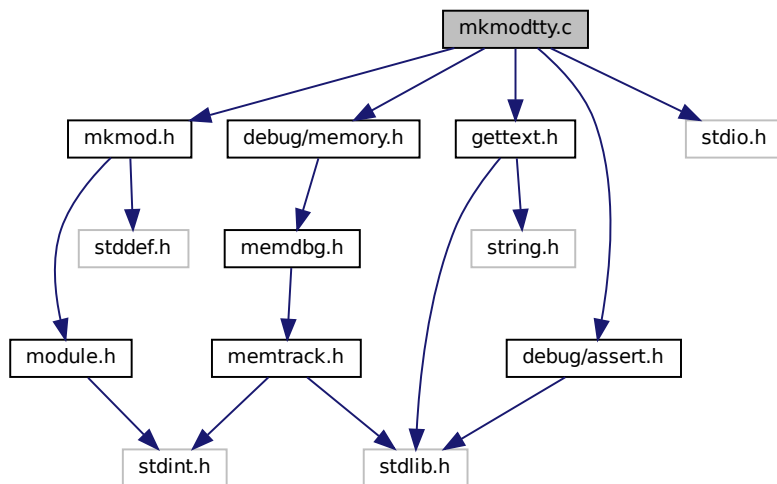 mkmodtty.c
mkmod.h
debug/memory.h
gettext.h
stdio.h
stddef.h
memdbg.h
string.h
module.h
memtrack.h
debug/assert.h
stdint.h
stdlib.h